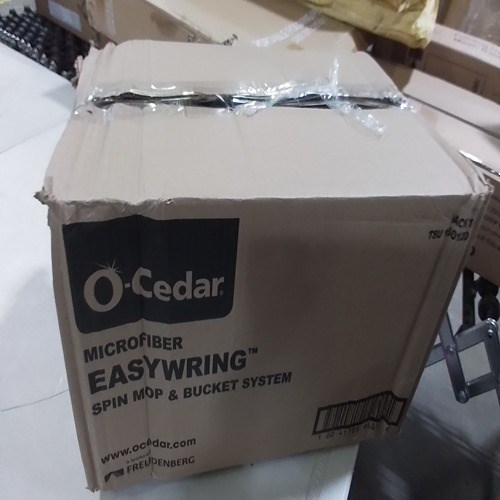 O-Cedar®
MICROFIBER
EASYWRING™
SPIN MOP & BUCKET SYSTEM
www.ocedar.com
FREUDENBERG